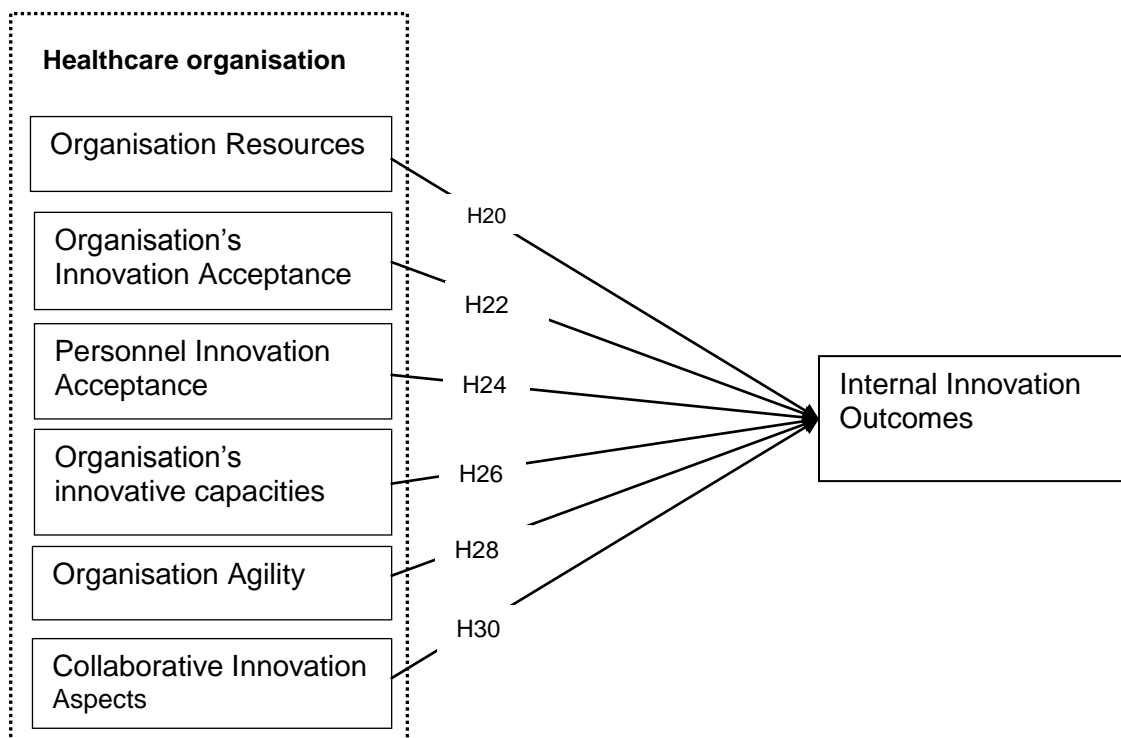 Healthcare organisation
Organisation Resources
H20
Organisation’s
Innovation Acceptance
H22
Personnel Innovation
Acceptance
H24
Internal Innovation
Outcomes
Organisation’s
innovative capacities
H26
Organisation Agility
H28
H30
Collaborative Innovation
Aspects